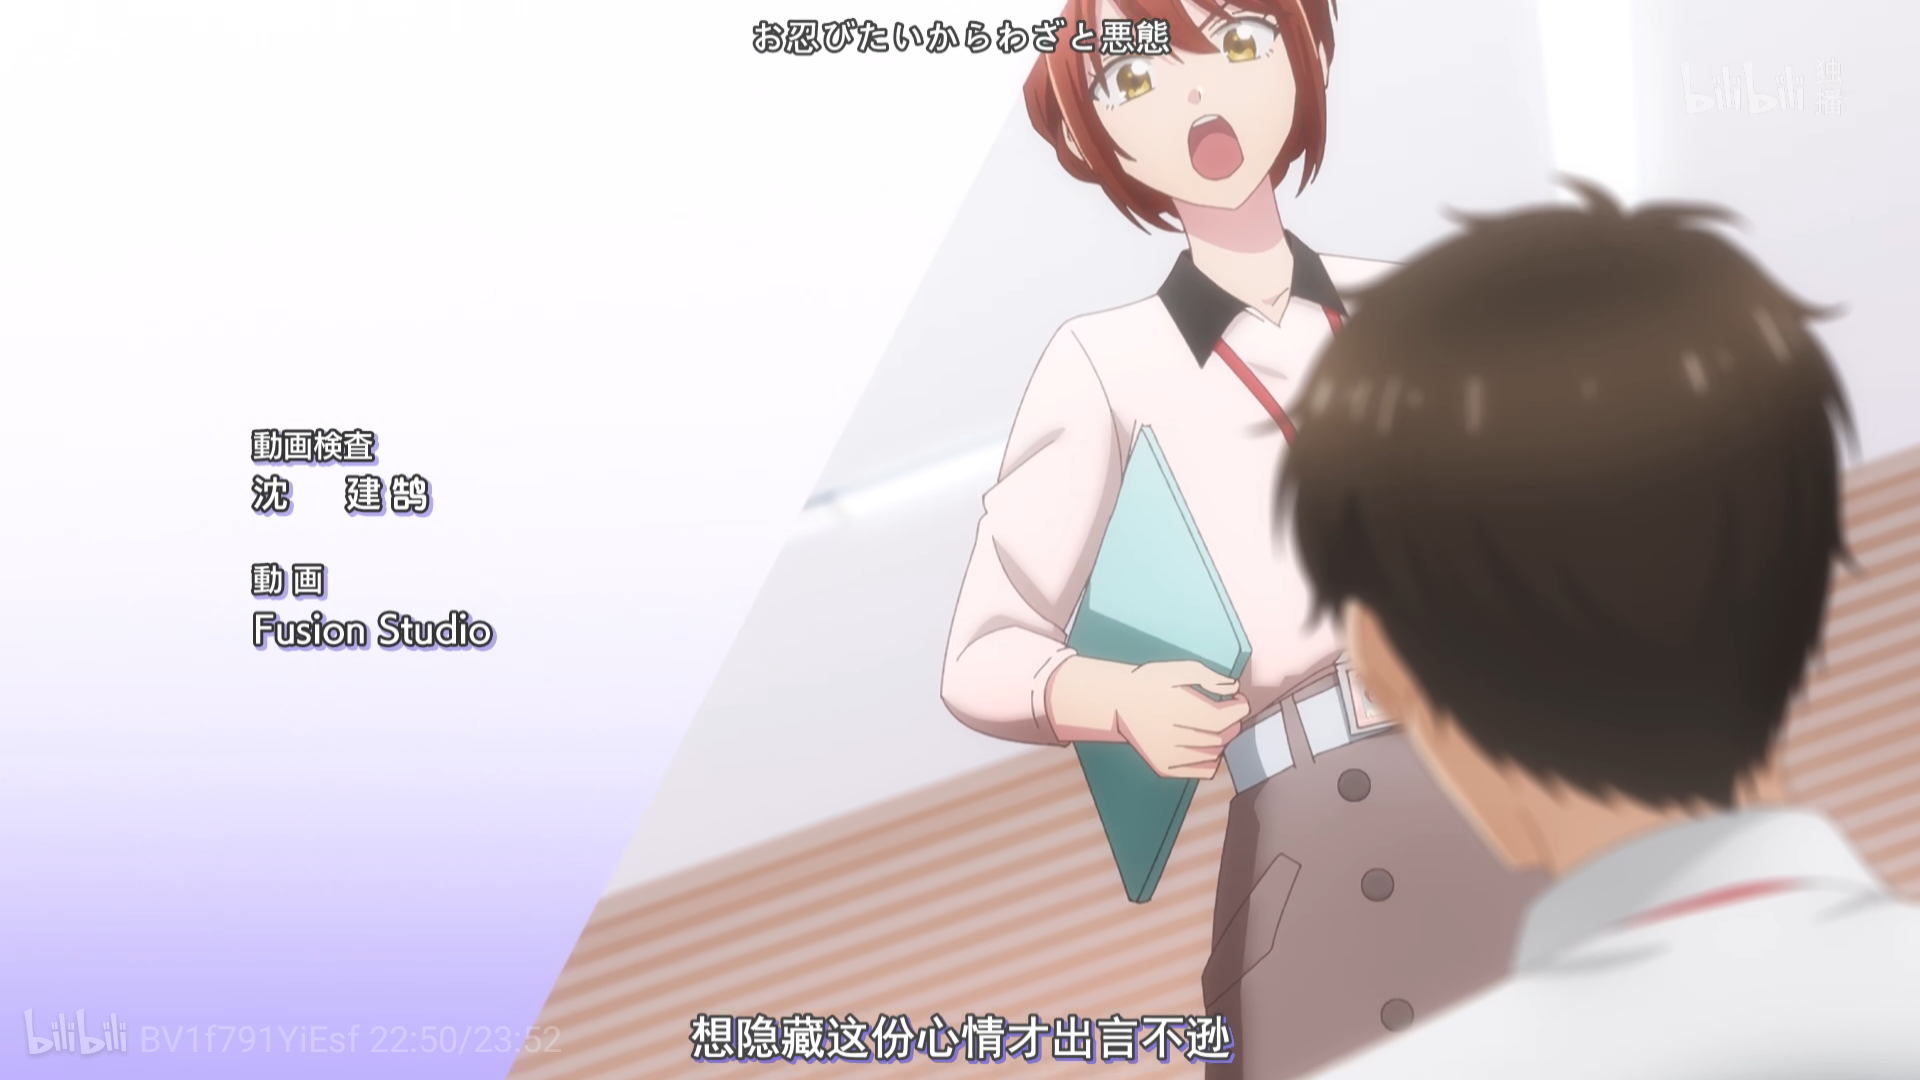 お忍びたいからわざと悪態
bilibili 独播
動画検査
沈 建鹄
動画
Fusion Studio
想隐藏这份心情才出言不逊
bilibili BV1f791YiEsf 22:50/23:52